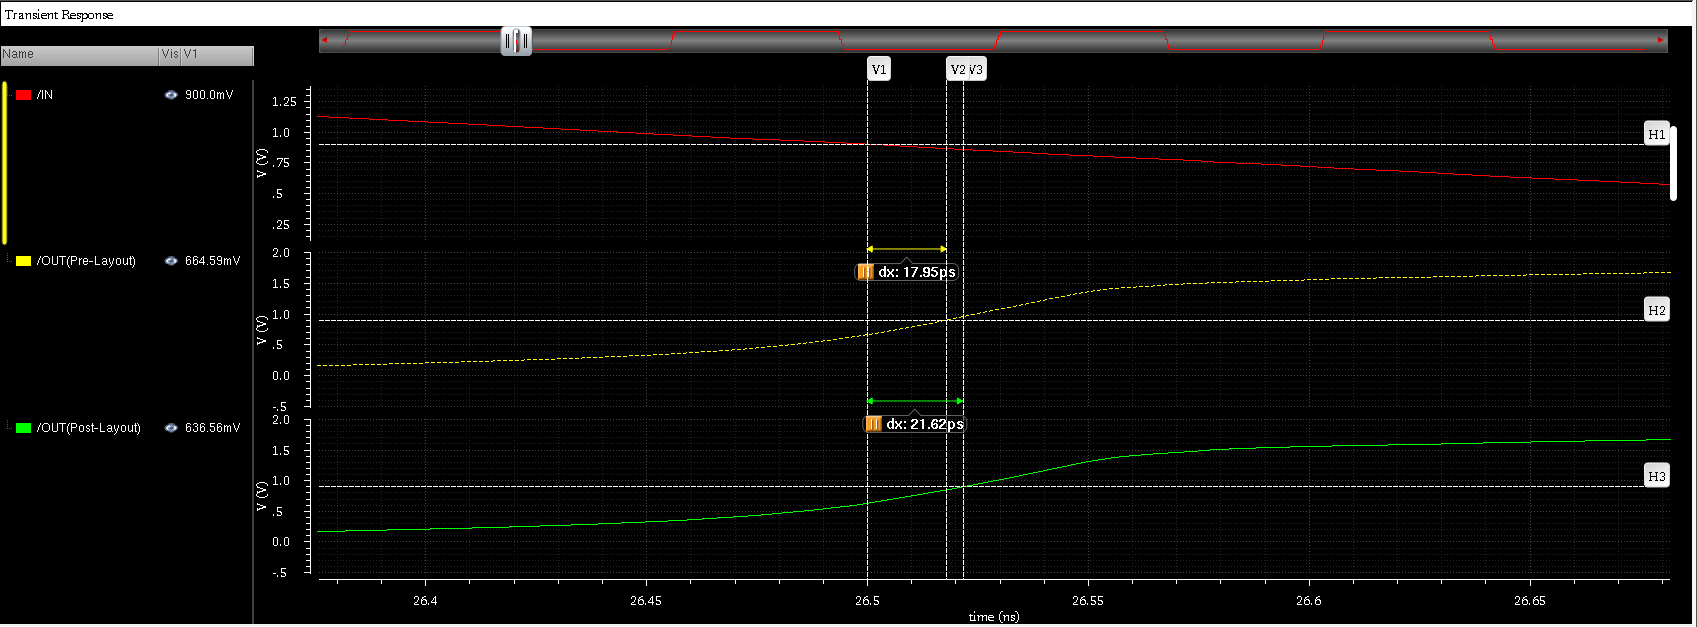 Transient Response
Name Vis V1
V1 V2 V3
/IN 900.0mV
1.25
1.0
.75
.5
.25
V (V)
H1
/OUT(Pre-Layout) 664.59mV
2.0
1.5
1.0
.5
0.0
-.5
V (V)
H2
dx: 17.95ps
/OUT(Post-Layout) 636.56mV
2.0
1.5
1.0
.5
0.0
-.5
V (V)
H3
dx: 21.62ps
26.4 26.45 26.5 26.55 26.6 26.65
time (ns)